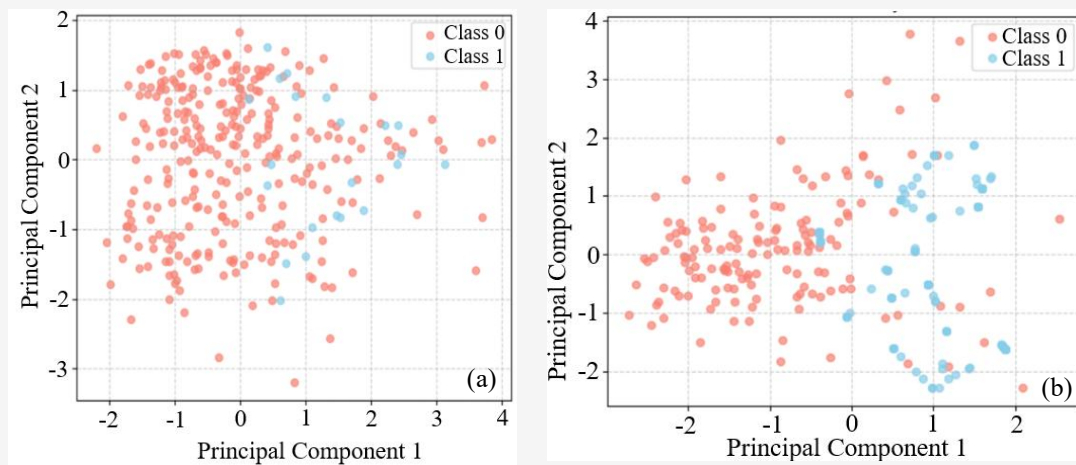 2
1
0
-1
-2
-3
Principal Component 2
Class 0
Class 1
(a)
-2 -1 0 1 2 3 4
Principal Component 1
4
3
2
1
0
-1
-2
Principal Component 2
Class 0
Class 1
(b)
-2 -1 0 1 2
Principal Component 1